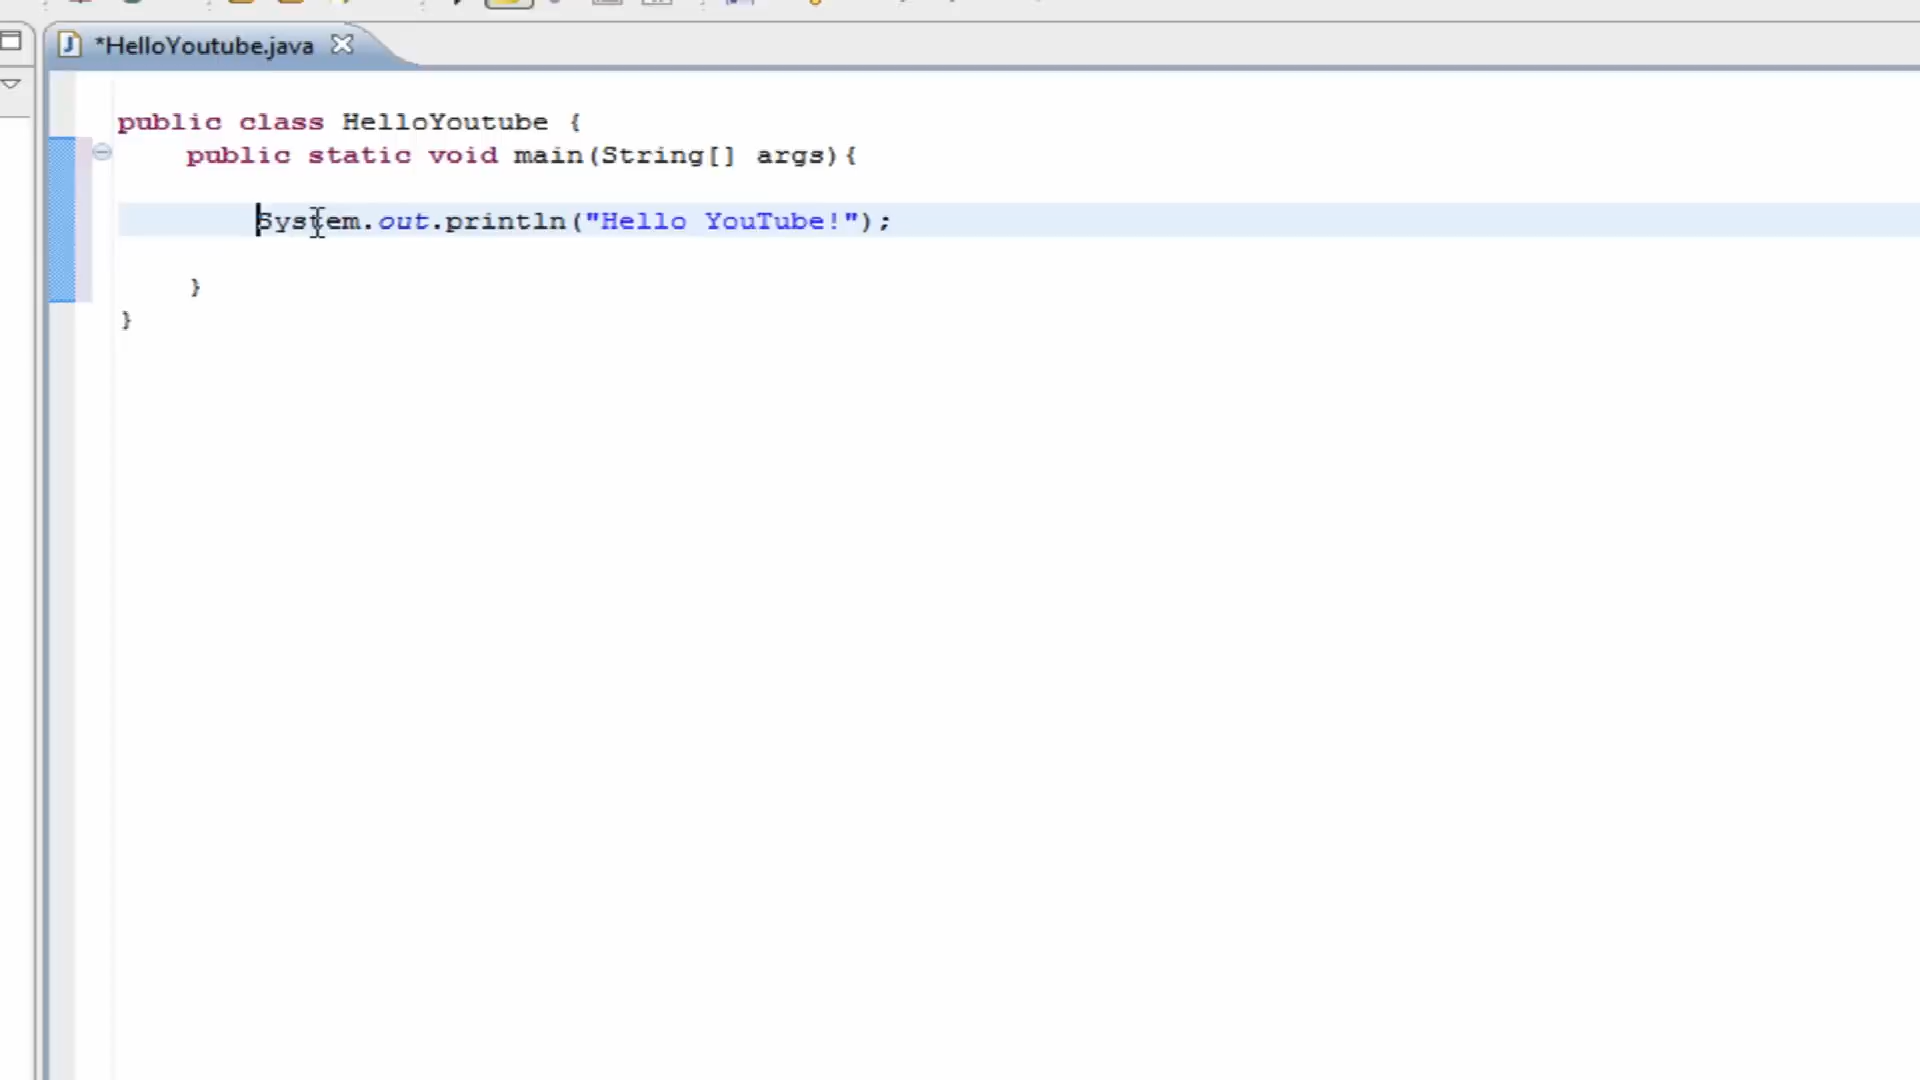 *HelloYoutube.java
public class HelloYoutube {
public static void main(String[] args){
System.out.println("Hello YouTube!");
}
}